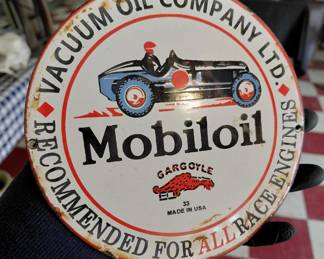 VACUUM OIL COMPANY LTD.
Mobiloil
GARGOYLE
33
MADE IN USA
RECOMMENDED FOR ALL RACE ENGINES